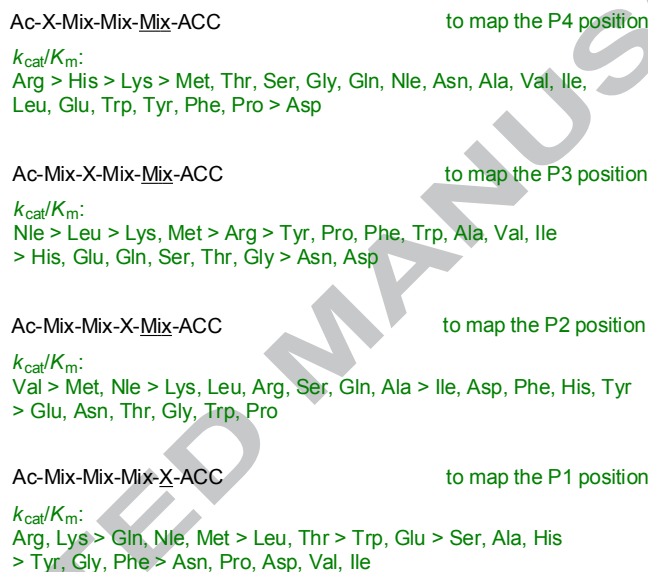 Ac-X-Mix-Mix-Mix-ACC to map the P4 position
kcat/Km:
Arg > His > Lys > Met, Thr, Ser, Gly, Gln, Nle, Asn, Ala, Val, Ile,
Leu, Glu, Trp, Tyr, Phe, Pro > Asp
Ac-Mix-X-Mix-Mix-ACC to map the P3 position
kcat/Km:
Nle > Leu > Lys, Met > Arg > Tyr, Pro, Phe, Trp, Ala, Val, Ile
> His, Glu, Gln, Ser, Thr, Gly > Asn, Asp
Ac-Mix-Mix-X-Mix-ACC to map the P2 position
kcat/Km:
Val > Met, Nle > Lys, Leu, Arg, Ser, Gln, Ala > Ile, Asp, Phe, His, Tyr
> Glu, Asn, Thr, Gly, Trp, Pro
Ac-Mix-Mix-Mix-X-ACC to map the P1 position
kcat/Km:
Arg, Lys > Gln, Nle, Met > Leu, Thr > Trp, Glu > Ser, Ala, His
> Tyr, Gly, Phe > Asn, Pro, Asp, Val, Ile